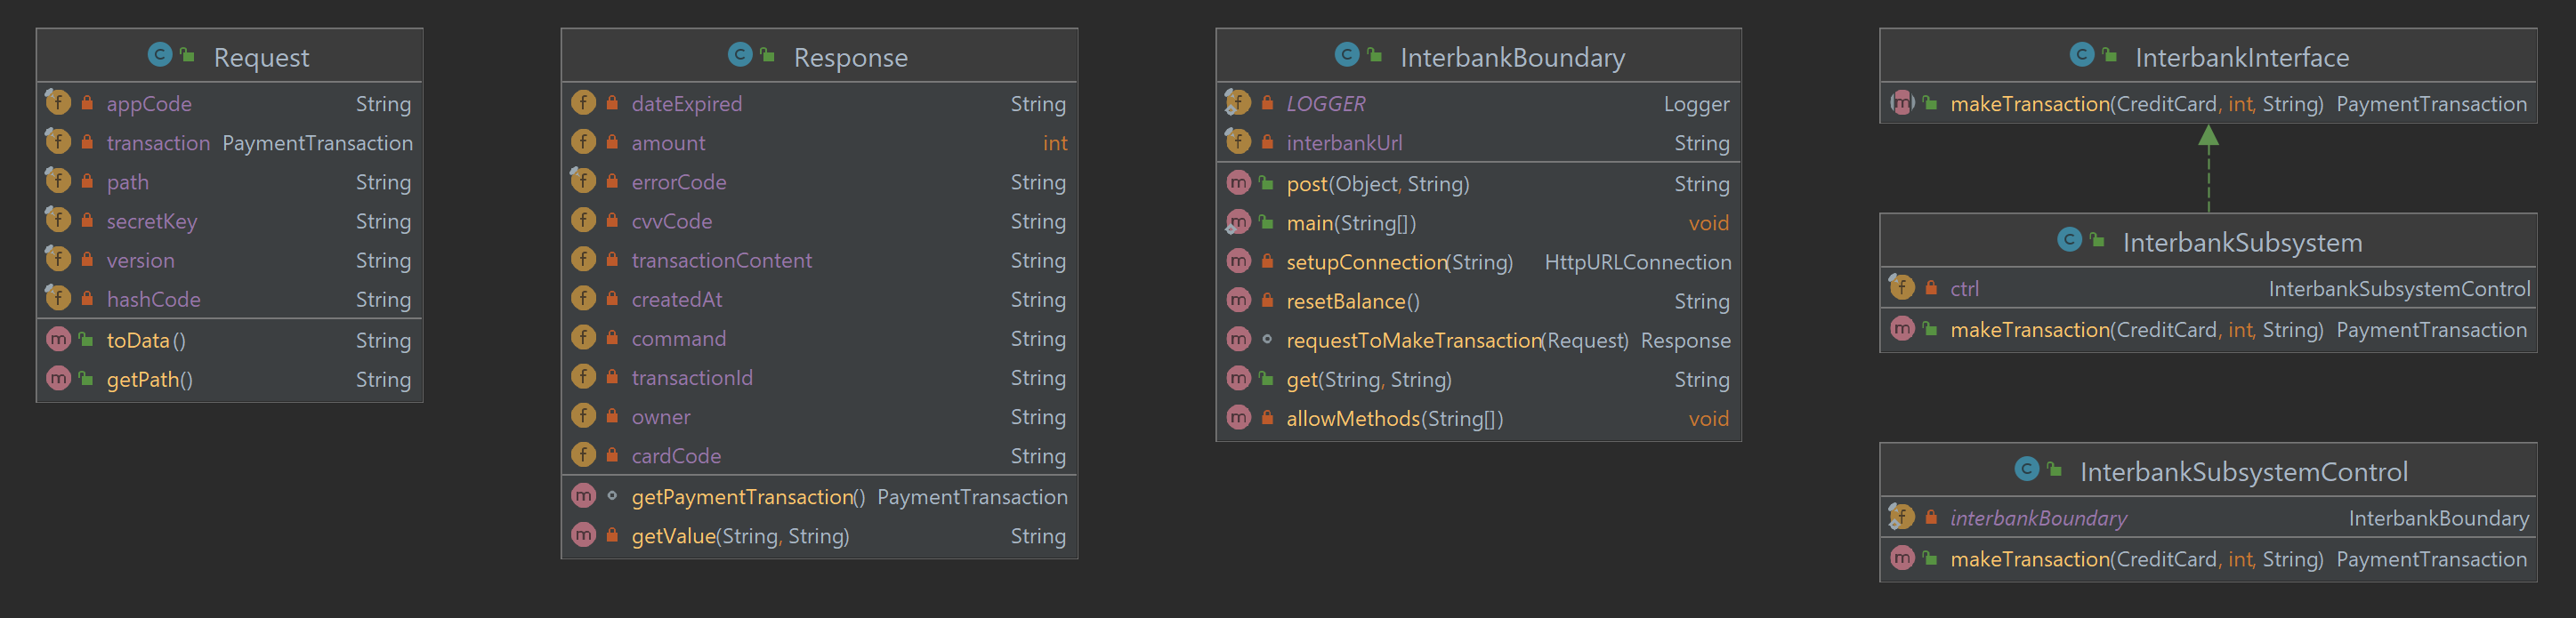 Request
appCode String
transaction PaymentTransaction
path String
secretKey String
version String
hashCode String
toData() String
getPath() String
Response
dateExpired String
amount int
errorCode String
cvvCode String
transactionContent String
createdAt String
command String
transactionId String
owner String
cardCode String
getPaymentTransaction() PaymentTransaction
getValue(String, String) String
InterbankBoundary
LOGGER Logger
interbankUrl String
post(Object, String) String
main(String[]) void
setupConnection(String) HttpURLConnection
resetBalance() String
requestToMakeTransaction(Request) Response
get(String, String) String
allowMethods(String[]) void
InterbankInterface
makeTransaction(CreditCard, int, String) PaymentTransaction
InterbankSubsystem
ctrl InterbankSubsystemControl
makeTransaction(CreditCard, int, String) PaymentTransaction
InterbankSubsystemControl
interbankBoundary InterbankBoundary
makeTransaction(CreditCard, int, String) PaymentTransaction